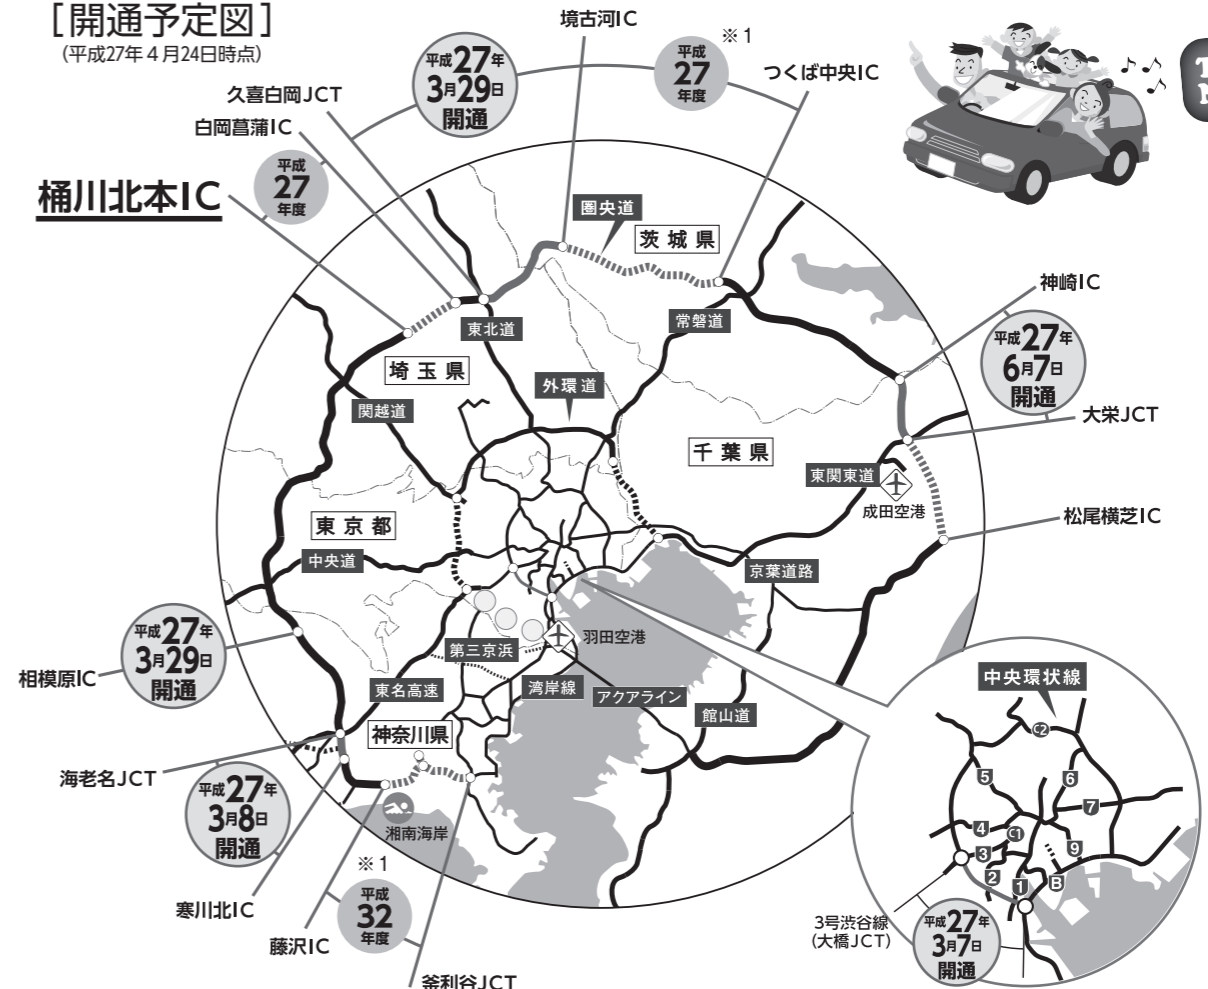 [開通予定図]
(平成27年4月24日時点)
境古河IC
※1
平成
27
年度
つくば中央IC
平成27年
3月29日
開通
久喜白岡JCT
白岡菖蒲IC
平成
27
年度
桶川北本IC
圏央道
茨城県
神崎IC
平成27年
6月7日
開通
大栄JCT
東北道
常磐道
埼玉県
外環道
関越道
千葉県
東関東道
成田空港
松尾横芝IC
東京都
中央道
京葉道路
平成27年
3月29日
開通
相模原IC
第三京浜
羽田空港
東名高速
湾岸線
アクアライン
館山道
神奈川県
海老名JCT
平成27年
3月8日
開通
湘南海岸
※1
平成
32
年度
寒川北IC
藤沢IC
釜利谷JCT
中央環状線
C2
5
6
7
4
C1
3
9
2
1
B
3号渋谷線
(大橋JCT)
平成27年
3月7日
開通